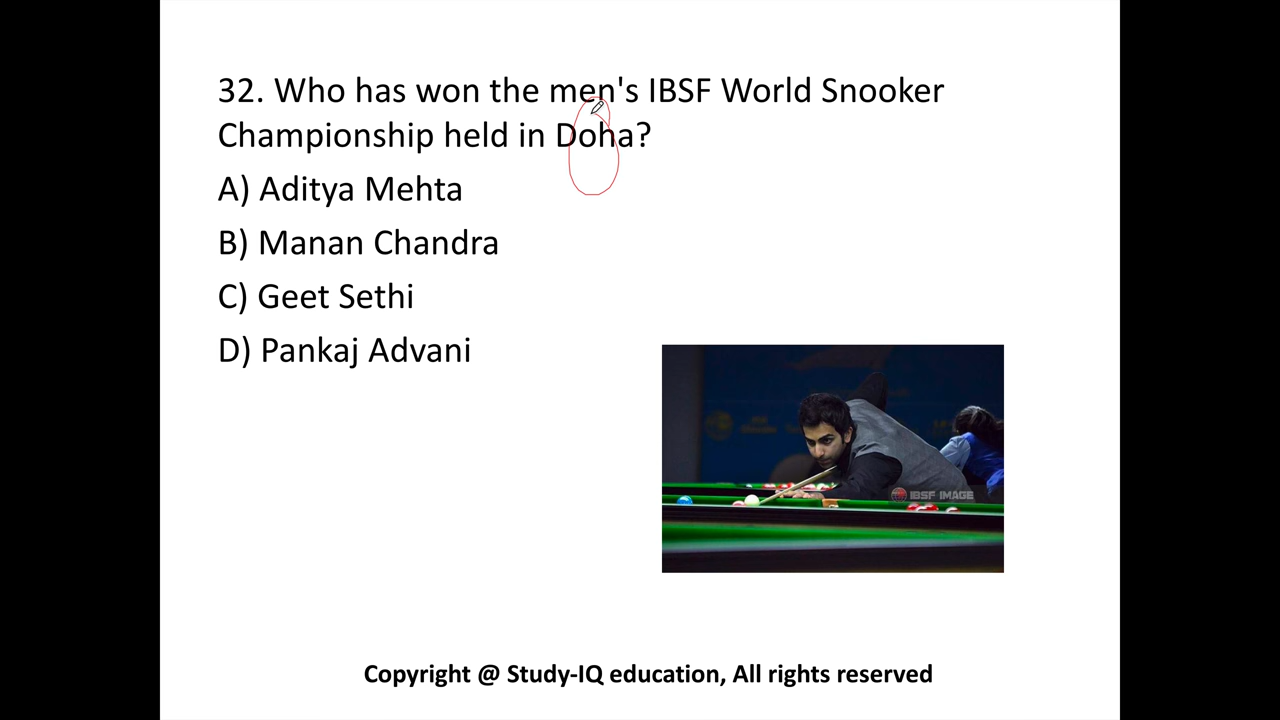 32. Who has won the men's IBSF World Snooker
Championship held in Doha?
A) Aditya Mehta
B) Manan Chandra
C) Geet Sethi
D) Pankaj Advani
IBSF IMAGE
Copyright @ Study-IQ education, All rights reserved